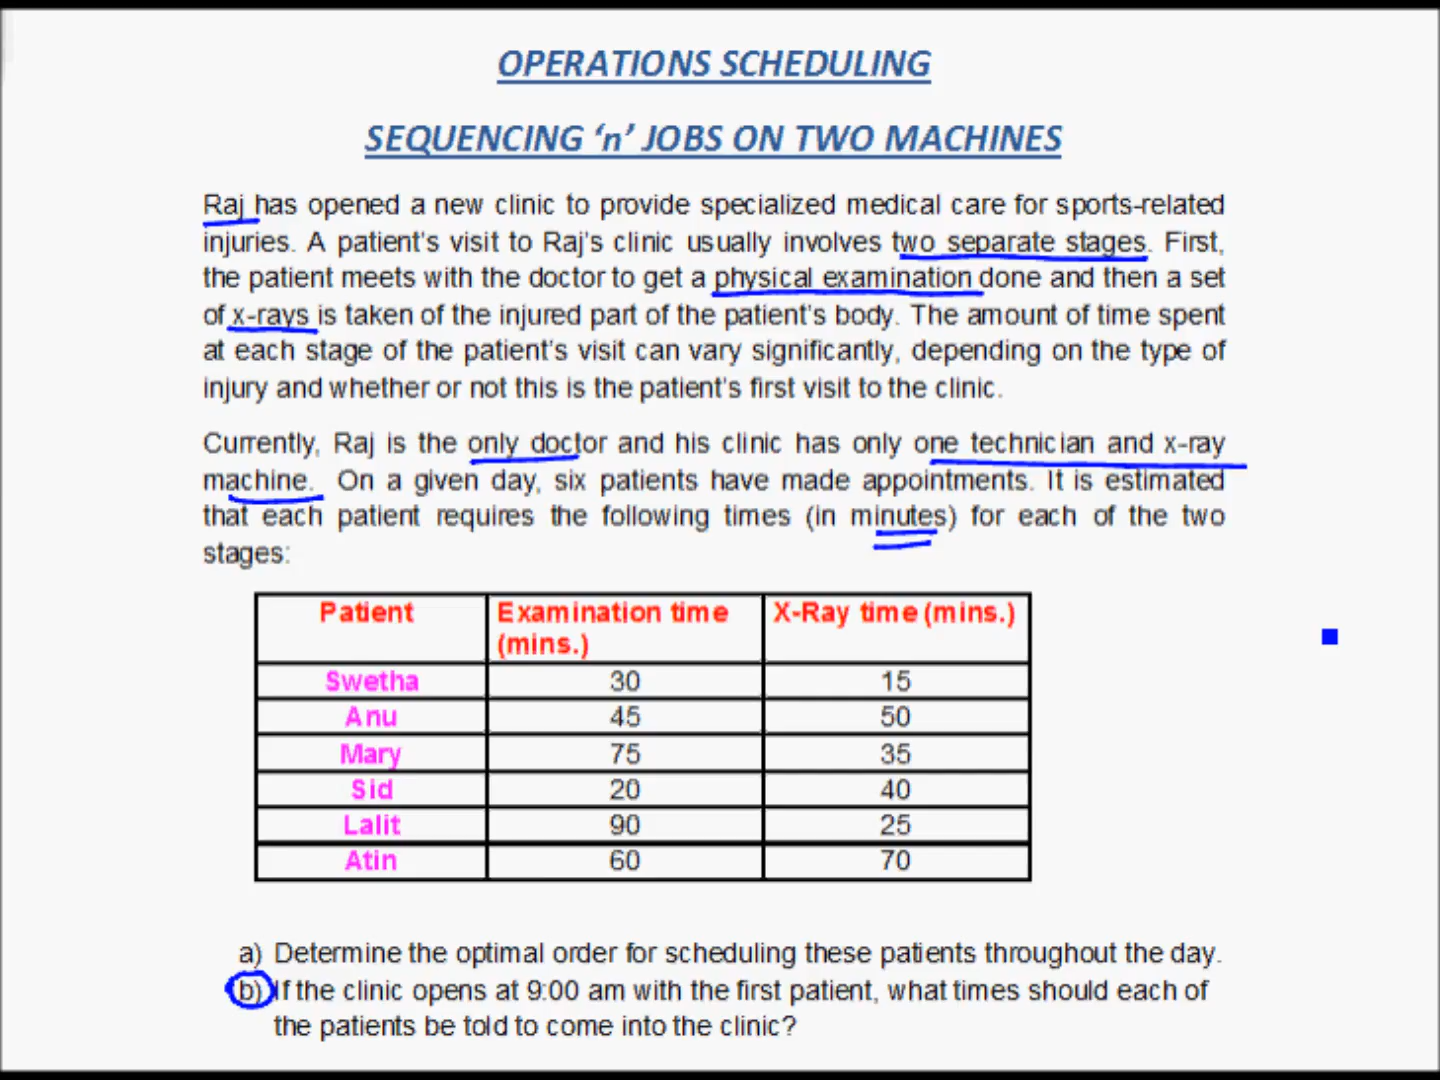 OPERATIONS SCHEDULING
SEQUENCING ‘n’ JOBS ON TWO MACHINES
Raj has opened a new clinic to provide specialized medical care for sports-related
injuries. A patient’s visit to Raj’s clinic usually involves two separate stages. First,
the patient meets with the doctor to get a physical examination done and then a set
of x-rays is taken of the injured part of the patient’s body. The amount of time spent
at each stage of the patient’s visit can vary significantly, depending on the type of
injury and whether or not this is the patient’s first visit to the clinic.
Currently, Raj is the only doctor and his clinic has only one technician and x-ray
machine. On a given day, six patients have made appointments. It is estimated
that each patient requires the following times (in minutes) for each of the two
stages:
Patient Examination time (mins.) X-Ray time (mins.)
Swetha 30 15
Anu 45 50
Mary 75 35
Sid 20 40
Lalit 90 25
Atin 60 70
a) Determine the optimal order for scheduling these patients throughout the day.
b) If the clinic opens at 9:00 am with the first patient, what times should each of
the patients be told to come into the clinic?